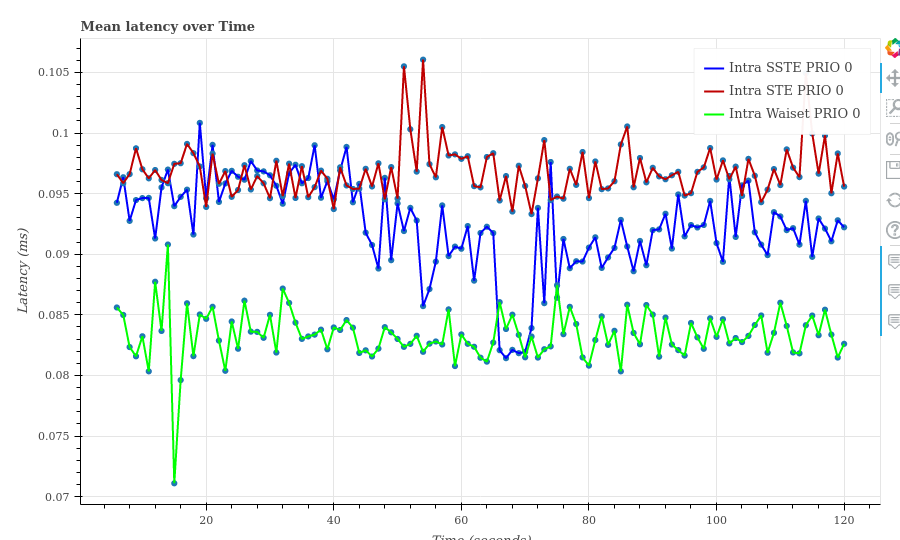 Mean latency over Time
Intra SSTE PRIO 0
Intra STE PRIO 0
Intra Waiset PRIO 0
Latency (ms)
0.105
0.1
0.095
0.09
0.085
0.08
0.075
0.07
20 40 60 80 100 120
Time (seconds)